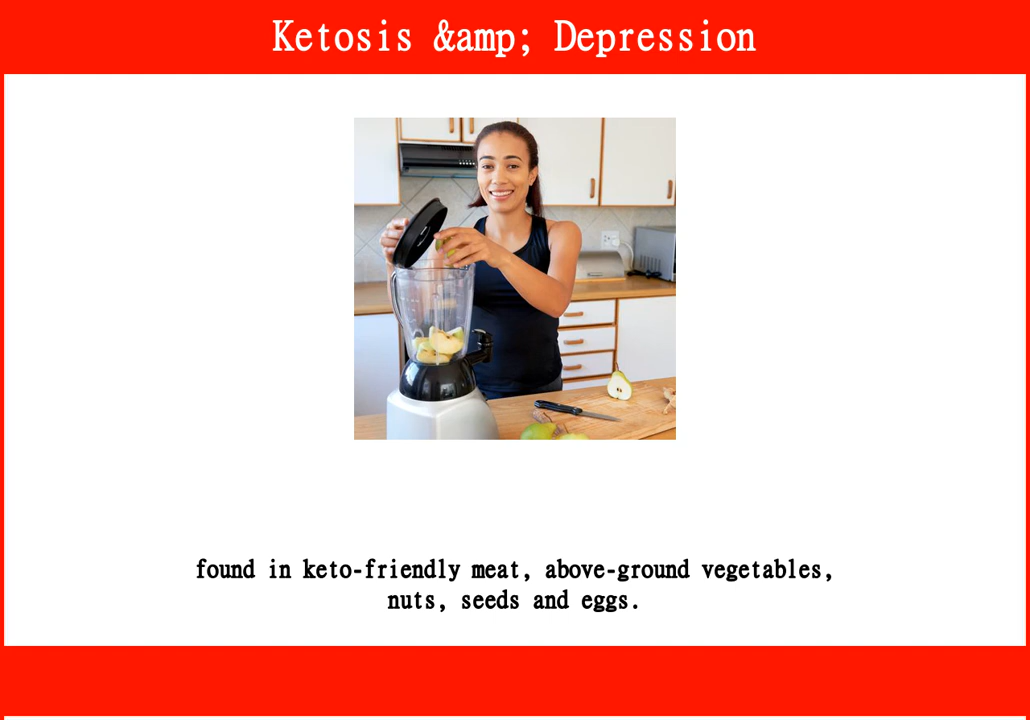 Ketosis &amp; Depression
found in keto-friendly meat, above-ground vegetables,
nuts, seeds and eggs.